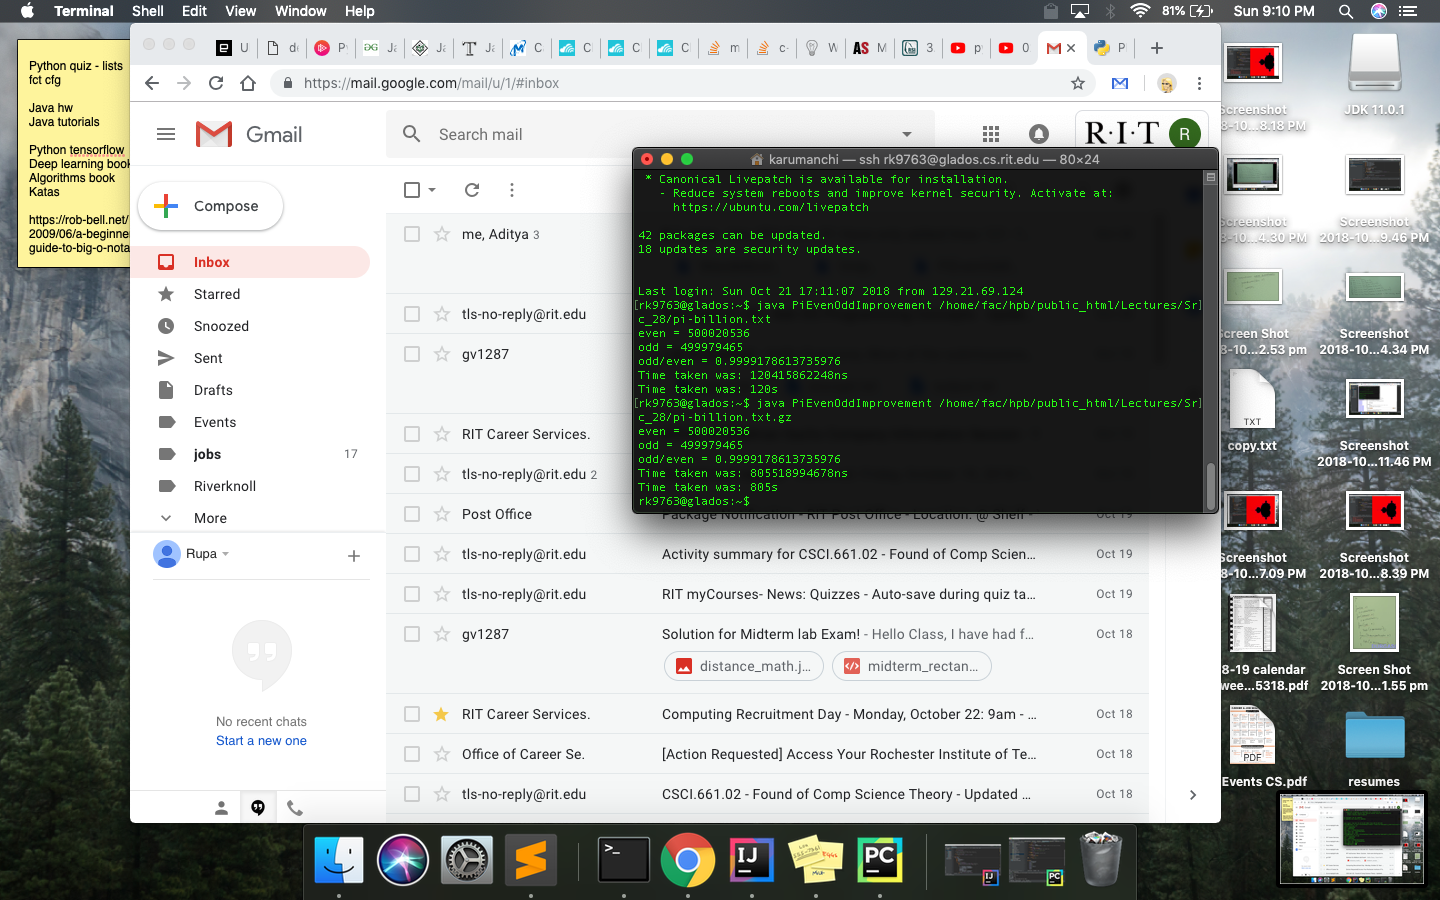 Terminal Shell Edit View Window Help 81% Sun 9:10 PM
Python quiz - lists
fct cfg
Java hw
Java tutorials
Python tensorflow
Deep learning book
Algorithms book
Katas
https://rob-bell.net/
2009/06/a-beginner
guide-to-big-o-nota
https://mail.google.com/mail/u/1/#inbox
Gmail
Search mail
R·I·T R
Compose
Inbox
Starred
Snoozed
Sent
Drafts
Events
jobs 17
Riverknoll
More
Rupa
No recent chats
Start a new one
me, Aditya 3
tls-no-reply@rit.edu
gv1287
RIT Career Services.
tls-no-reply@rit.edu 2
Post Office Package Notification - RIT Post Office - Location: @ Shelf - Oct 19
tls-no-reply@rit.edu Activity summary for CSCI.661.02 - Found of Comp Scien... Oct 19
tls-no-reply@rit.edu RIT myCourses- News: Quizzes - Auto-save during quiz ta... Oct 19
gv1287 Solution for Midterm lab Exam! - Hello Class, I have had f... Oct 18
distance_math.j... midterm_rectan...
RIT Career Services. Computing Recruitment Day - Monday, October 22: 9am - ... Oct 18
Office of Career Se. [Action Requested] Access Your Rochester Institute of Te... Oct 18
tls-no-reply@rit.edu CSCI.661.02 - Found of Comp Science Theory - Updated ... Oct 18
karumanchi — ssh rk9763@glados.cs.rit.edu — 80×24
* Canonical Livepatch is available for installation.
- Reduce system reboots and improve kernel security. Activate at:
https://ubuntu.com/livepatch
42 packages can be updated.
18 updates are security updates.
Last login: Sun Oct 21 17:11:07 2018 from 129.21.69.124
[rk9763@glados:~$ java PiEvenOddImprovement /home/fac/hpb/public_html/Lectures/Sr]
c_28/pi-billion.txt
even = 500020536
odd = 499979465
odd/even = 0.9999178613735976
Time taken was: 120415862248ns
Time taken was: 120s
[rk9763@glados:~$ java PiEvenOddImprovement /home/fac/hpb/public_html/Lectures/Sr]
c_28/pi-billion.txt.gz
even = 500020536
odd = 499979465
odd/even = 0.9999178613735976
Time taken was: 805518994678ns
Time taken was: 805s
rk9763@glados:~$
Screenshot
8-10...8.18 PM
JDK 11.0.1
Screenshot
8-10...4.30 PM
Screenshot
2018-10...9.46 PM
Screen Shot
8-10...2.53 pm
Screenshot
2018-10...4.34 PM
TXT
copy.txt
Screenshot
2018-10...11.46 PM
Screenshot
8-10...7.09 PM
Screenshot
2018-10...8.39 PM
8-19 calendar
wee...5318.pdf
Screen Shot
2018-10...1.55 pm
PDF
Events CS.pdf
resumes
IJ
PC